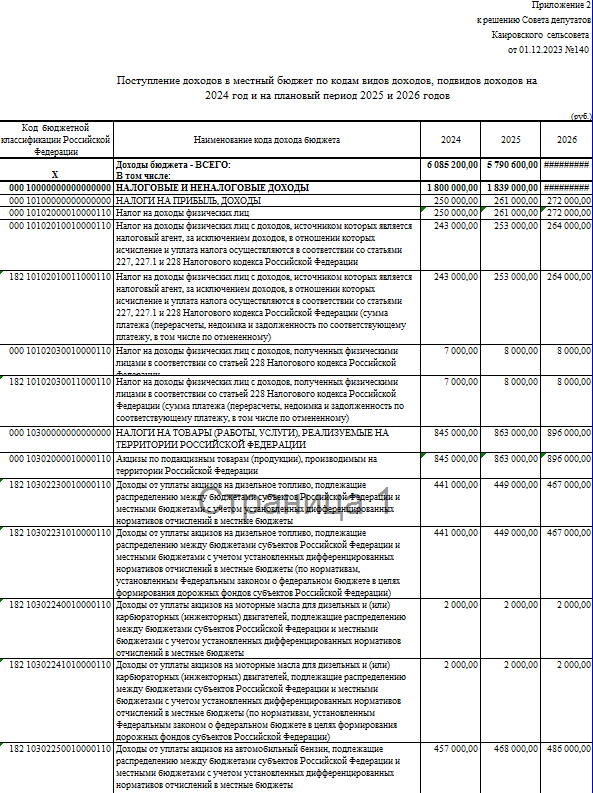 Приложение 2
к решению Совета депутатов
Каировского сельсовета
от 01.12.2023 №140
Поступление доходов в местный бюджет по кодам видов доходов, подвидов доходов на
2024 год и на плановый период 2025 и 2026 годов
(руб.)
Код бюджетной
классификации Российской
Федерации
Наименование кода дохода бюджета
2024
2025
2026
X
Доходы бюджета - ВСЕГО:
В том числе:
6 085 200,00 5 790 600,00 #########
000 10000000000000000 НАЛОГОВЫЕ И НЕНАЛОГОВЫЕ ДОХОДЫ 1 800 000,00 1 839 000,00 #########
000 10100000000000000 НАЛОГИ НА ПРИБЫЛЬ, ДОХОДЫ 250 000,00 261 000,00 272 000,00
000 10102000010000110 Налог на доходы физических лиц 250 000,00 261 000,00 272 000,00
000 10102010010000110 Налог на доходы физических лиц с доходов, источником которых является 243 000,00 253 000,00 264 000,00
налоговый агент, за исключением доходов, в отношении которых
исчисление и уплата налога осуществляются в соответствии со статьями
227, 227.1 и 228 Налогового кодекса Российской Федерации
182 10102010011000110 Налог на доходы физических лиц с доходов, источником которых является 243 000,00 253 000,00 264 000,00
налоговый агент, за исключением доходов, в отношении которых
исчисление и уплата налога осуществляются в соответствии со статьями
227, 227.1 и 228 Налогового кодекса Российской Федерации (сумма
платежа (перерасчеты, недоимка и задолженность по соответствующему
платежу, в том числе по отмененному)
000 10102030010000110 Налог на доходы физических лиц с доходов, полученных физическими 7 000,00 8 000,00 8 000,00
лицами в соответствии со статьей 228 Налогового кодекса Российской
Федерации
182 10102030011000110 Налог на доходы физических лиц с доходов, полученных физическими 7 000,00 8 000,00 8 000,00
лицами в соответствии со статьей 228 Налогового кодекса Российской
Федерации (сумма платежа (перерасчеты, недоимка и задолженность по
соответствующему платежу, в том числе по отмененному)
000 10300000000000000 НАЛОГИ НА ТОВАРЫ (РАБОТЫ, УСЛУГИ), РЕАЛИЗУЕМЫЕ НА 845 000,00 863 000,00 896 000,00
ТЕРРИТОРИИ РОССИЙСКОЙ ФЕДЕРАЦИИ
000 10302000010000110 Акцизы по подакцизным товарам (продукции), производимым на 845 000,00 863 000,00 896 000,00
территории Российской Федерации
182 10302230010000110 Доходы от уплаты акцизов на дизельное топливо, подлежащие 441 000,00 449 000,00 467 000,00
распределению между бюджетами субъектов Российской Федерации и
местными бюджетами с учетом установленных дифференцированных
нормативов отчислений в местные бюджеты
Страница 1
182 10302231010000110 Доходы от уплаты акцизов на дизельное топливо, подлежащие 441 000,00 449 000,00 467 000,00
распределению между бюджетами субъектов Российской Федерации и
местными бюджетами с учетом установленных дифференцированных
нормативов отчислений в местные бюджеты (по нормативам,
установленным Федеральным законом о федеральном бюджете в целях
формирования дорожных фондов субъектов Российской Федерации)
182 10302240010000110 Доходы от уплаты акцизов на моторные масла для дизельных и (или) 2 000,00 2 000,00 2 000,00
карбюраторных (инжекторных) двигателей, подлежащие распределению
между бюджетами субъектов Российской Федерации и местными
бюджетами с учетом установленных дифференцированных нормативов
отчислений в местные бюджеты
182 10302241010000110 Доходы от уплаты акцизов на моторные масла для дизельных и (или) 2 000,00 2 000,00 2 000,00
карбюраторных (инжекторных) двигателей, подлежащие распределению
между бюджетами субъектов Российской Федерации и местными
бюджетами с учетом установленных дифференцированных нормативов
отчислений в местные бюджеты (по нормативам, установленным
Федеральным законом о федеральном бюджете в целях формирования
дорожных фондов субъектов Российской Федерации)
182 10302250010000110 Доходы от уплаты акцизов на автомобильный бензин, подлежащие 457 000,00 468 000,00 486 000,00
распределению между бюджетами субъектов Российской Федерации и
местными бюджетами с учетом установленных дифференцированных
нормативов отчислений в местные бюджеты